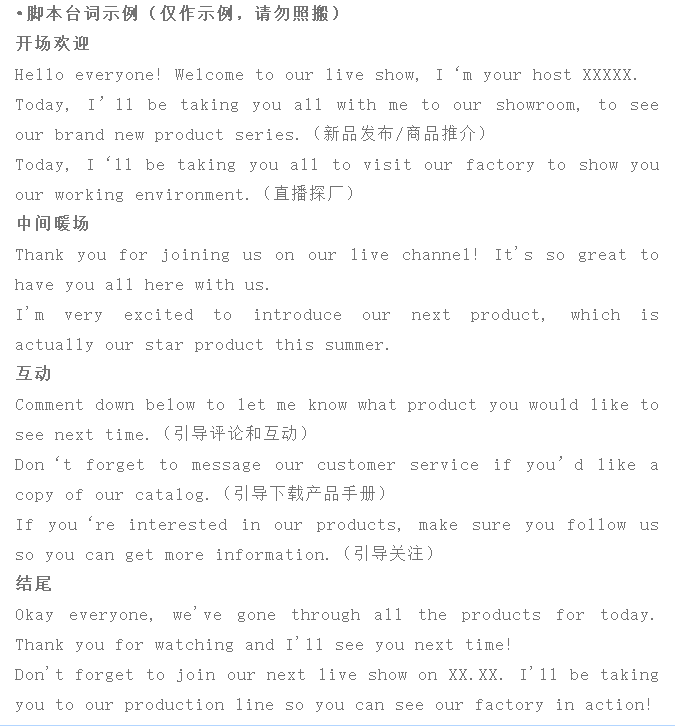 •脚本台词示例（仅作示例，请勿照搬）
开场欢迎
Hello everyone! Welcome to our live show, I‘m your host XXXXX.
Today, I’ll be taking you all with me to our showroom, to see
our brand new product series.（新品发布/商品推介）
Today, I‘ll be taking you all to visit our factory to show you
our working environment.（直播探厂）
中间暖场
Thank you for joining us on our live channel! It's so great to
have you all here with us.
I'm very excited to introduce our next product, which is
actually our star product this summer.
互动
Comment down below to let me know what product you would like to
see next time.（引导评论和互动）
Don‘t forget to message our customer service if you’d like a
copy of our catalog.（引导下载产品手册）
If you‘re interested in our products, make sure you follow us
so you can get more information.（引导关注）
结尾
Okay everyone, we've gone through all the products for today.
Thank you for watching and I'll see you next time!
Don't forget to join our next live show on XX.XX. I'll be taking
you to our production line so you can see our factory in action!